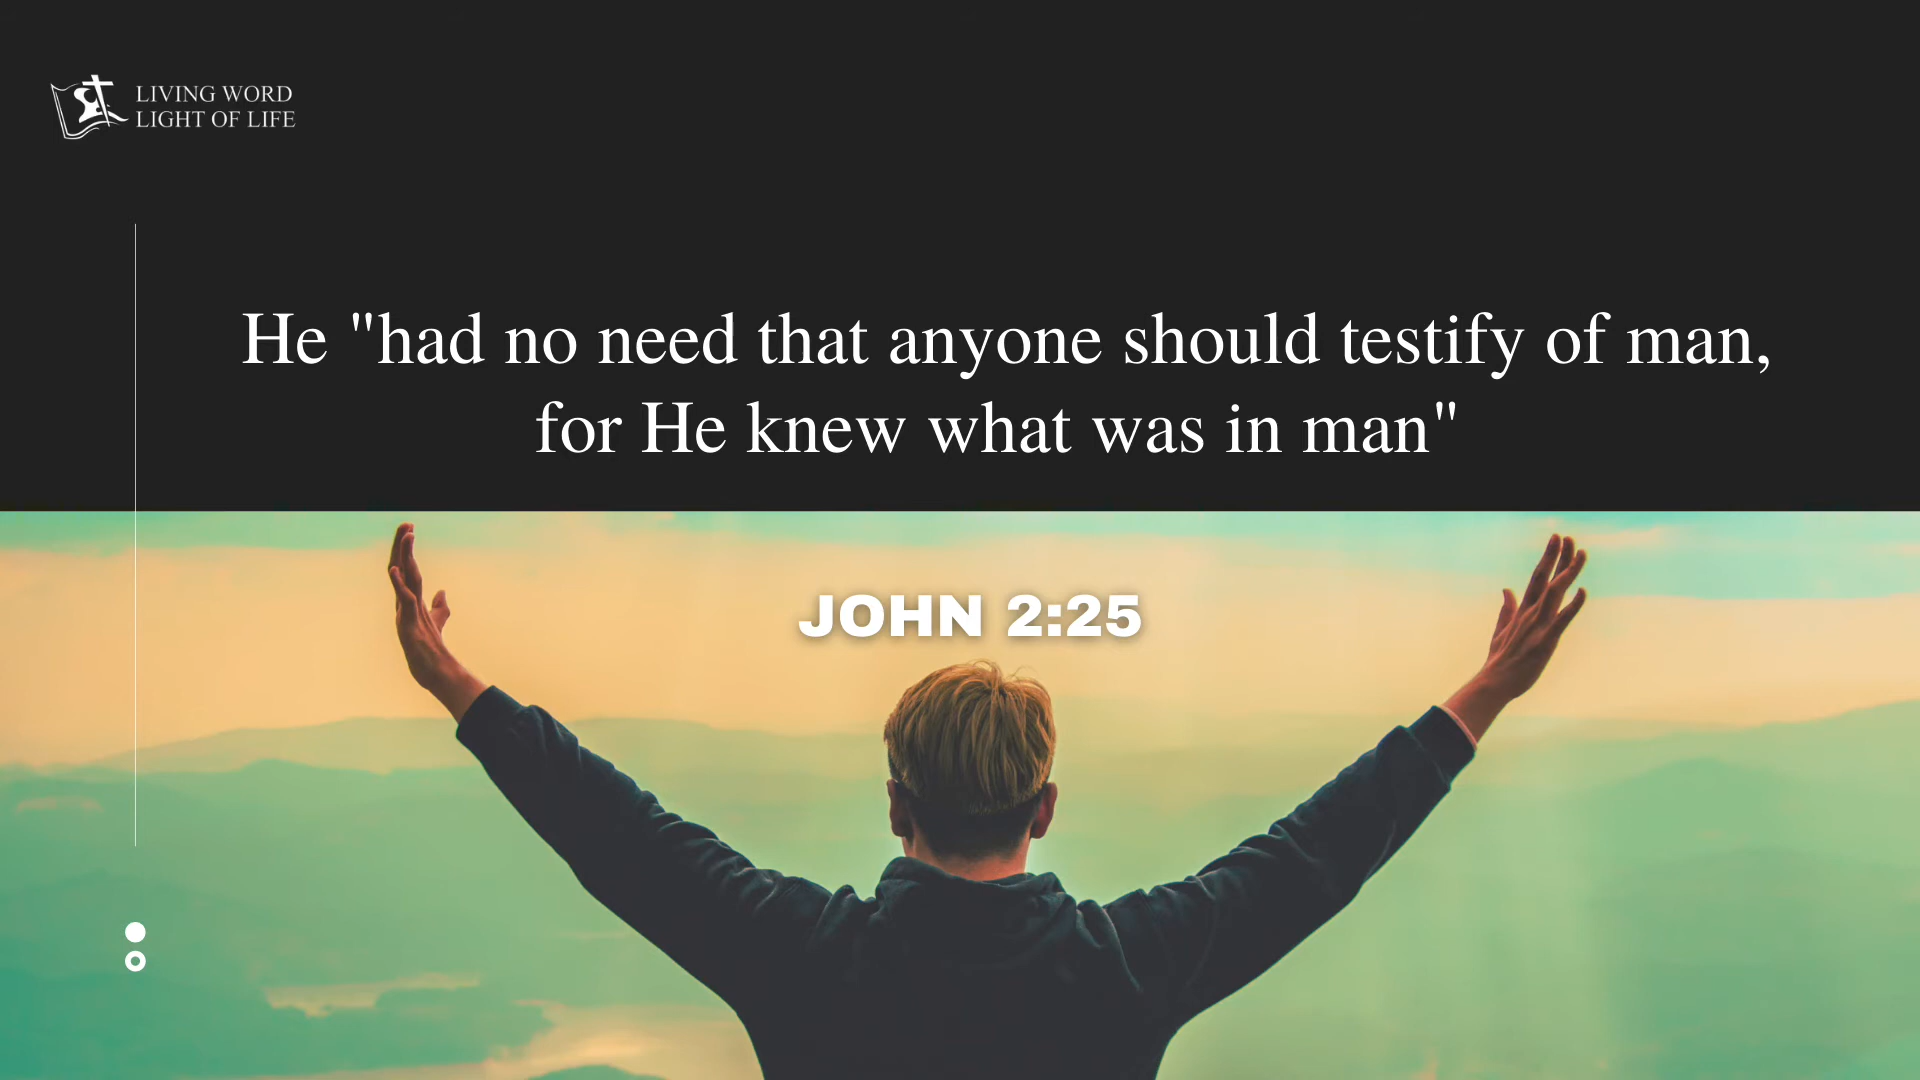 LIVING WORD
LIGHT OF LIFE
He "had no need that anyone should testify of man,
for He knew what was in man"
JOHN 2:25